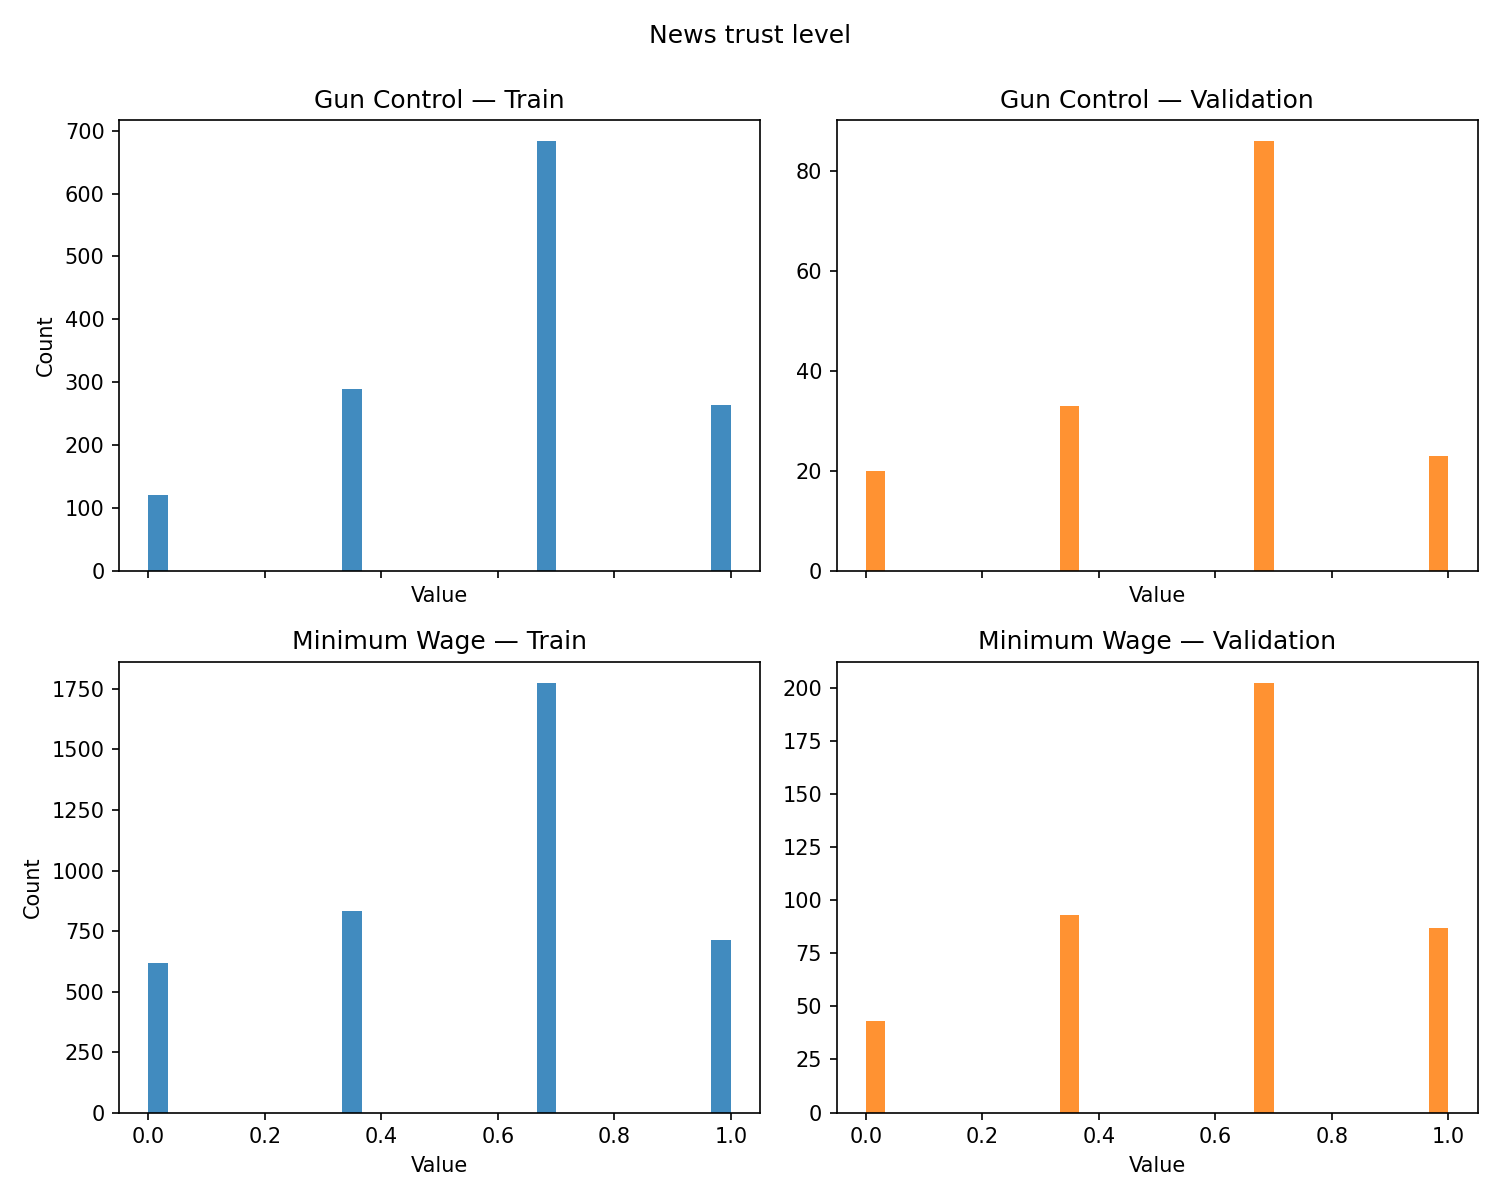 News trust level
Gun Control — Train
700
600
500
400
300
200
100
0
Count
Value
Gun Control — Validation
80
60
40
20
0
Value
Minimum Wage — Train
1750
1500
1250
1000
750
500
250
0
Count
0.0 0.2 0.4 0.6 0.8 1.0
Value
Minimum Wage — Validation
200
175
150
125
100
75
50
25
0
0.0 0.2 0.4 0.6 0.8 1.0
Value